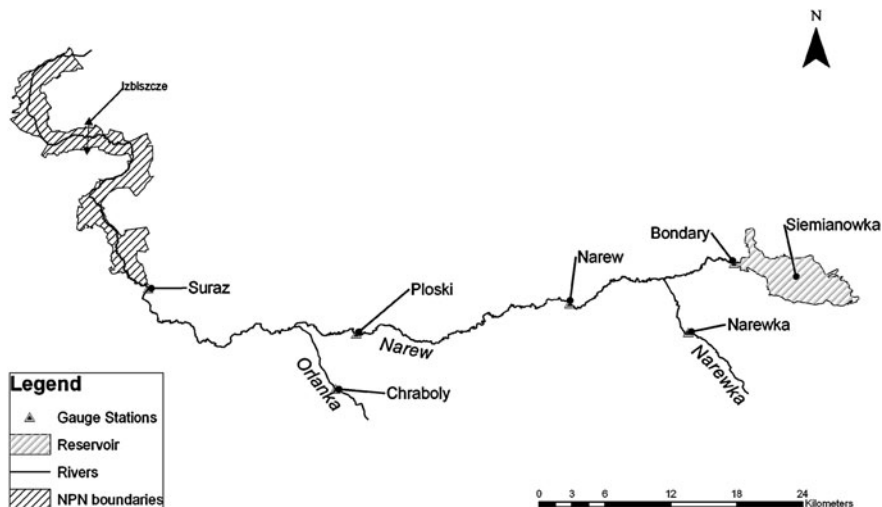 N
Izbiszcze
Siemianowka
Bondary
Narew
Suraz
Ploski
Narewka
Narew
Narewka
Orlanka
Chraboly
Legend
Gauge Stations
Reservoir
Rivers
NPN boundaries
0 3 6 12 18 24
Kilometers